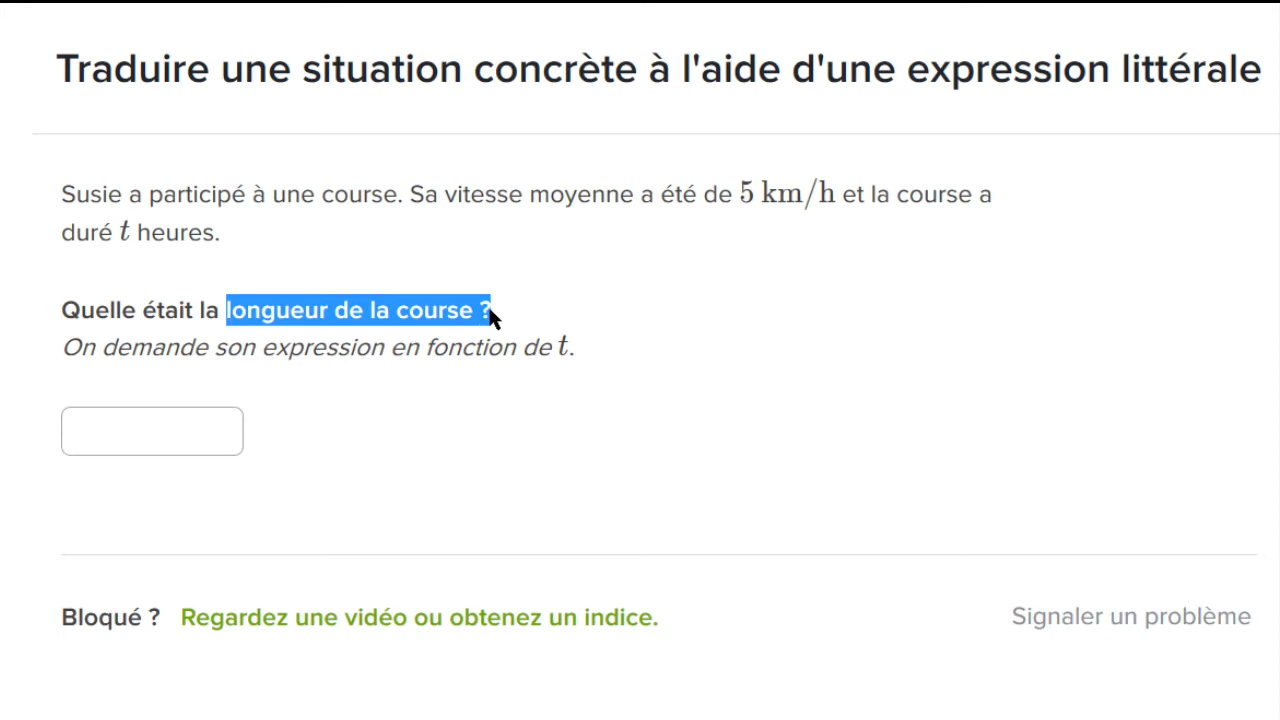 Traduire une situation concrète à l'aide d'une expression littérale
Susie a participé à une course. Sa vitesse moyenne a été de 5 km/h et la course a
duré t heures.
Quelle était la longueur de la course ?
On demande son expression en fonction de t.
Bloqué ? Regardez une vidéo ou obtenez un indice.
Signaler un problème